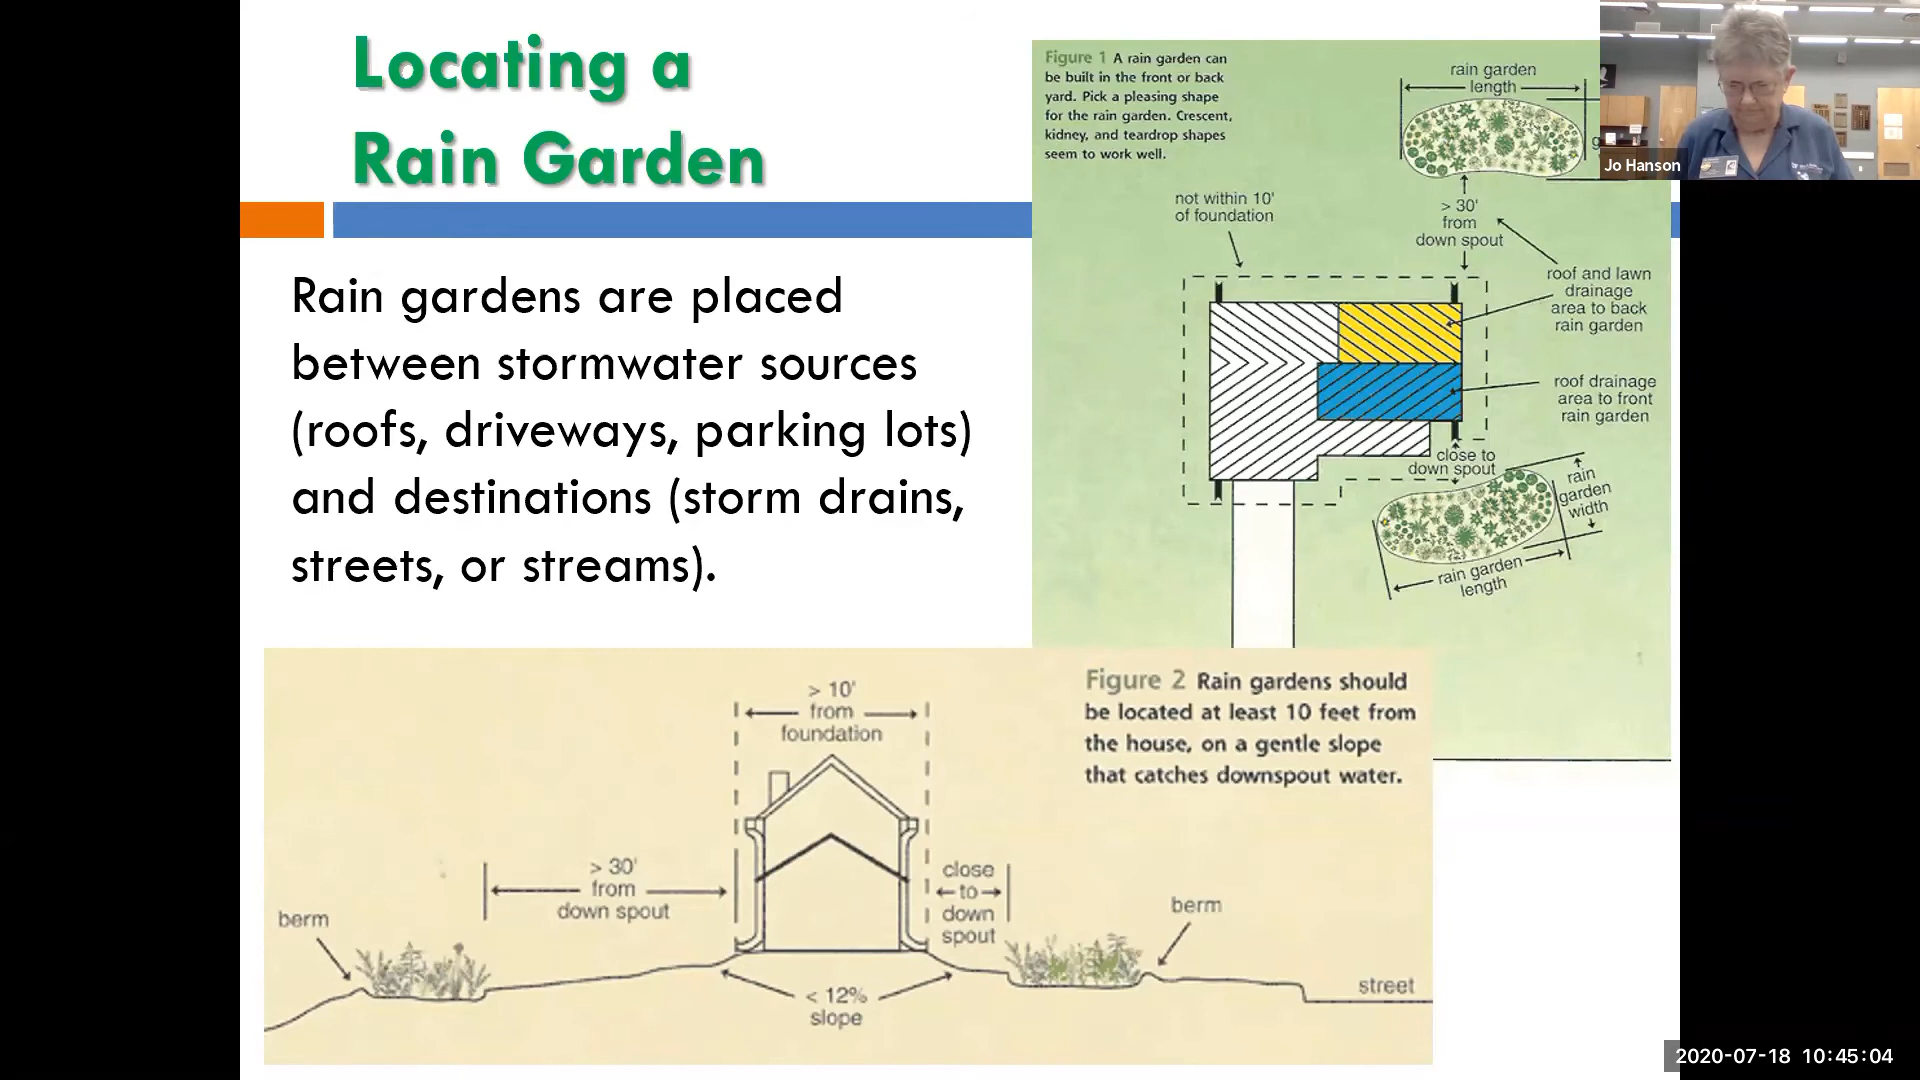 Locating a
Rain Garden
Rain gardens are placed
between stormwater sources
(roofs, driveways, parking lots)
and destinations (storm drains,
streets, or streams).
Figure 1 A rain garden can
be built in the front or back
yard. Pick a pleasing shape
for the rain garden. Crescent,
kidney, and teardrop shapes
seem to work well.
rain garden
length
not within 10'
of foundation
> 30'
from
down spout
roof and lawn
drainage
area to back
rain garden
roof drainage
area to front
rain garden
close to
down spout
rain
garden
width
rain garden
length
Figure 2 Rain gardens should
be located at least 10 feet from
the house, on a gentle slope
that catches downspout water.
> 10'
from
foundation
> 30'
from
down spout
close
to
down
spout
berm
berm
< 12%
slope
street
Jo Hanson
2020-07-18 10:45:04